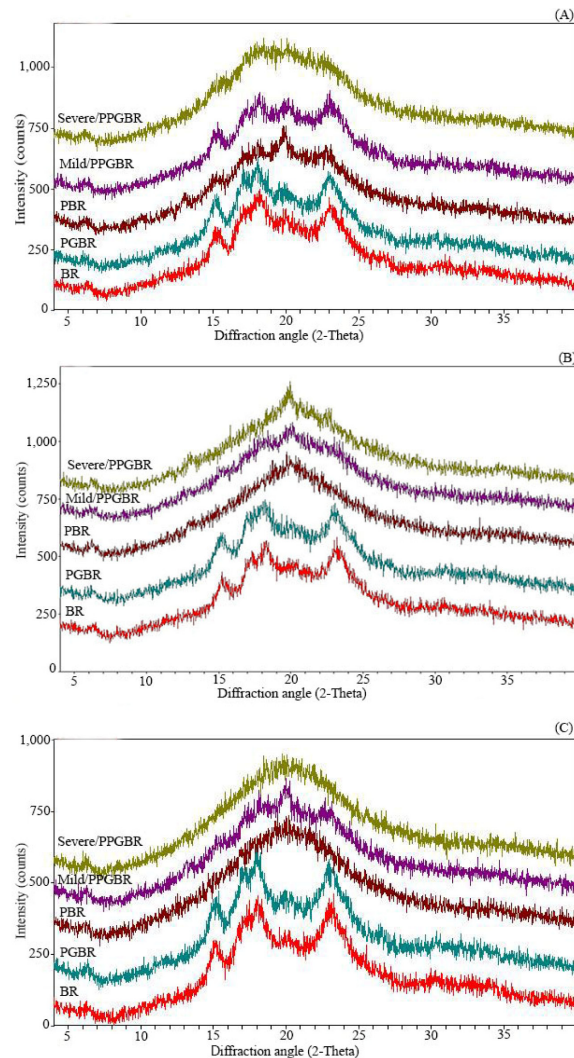 (A)
1,000
Severe/PPGBR
750
Mild/PPGBR
500
PBR
PGBR
250
BR
0
5 10 15 20 25 30 35
Diffraction angle (2-Theta)
Intensity (counts)
(B)
1,250
1,000
Severe/PPGBR
750
Mild/PPGBR
PBR
500
PGBR
250
BR
0
5 10 15 20 25 30 35
Diffraction angle (2-Theta)
Intensity (counts)
(C)
1,000
750
Severe/PPGBR
Mild/PPGBR
500
PBR
PGBR
250
BR
0
5 10 15 20 25 30 35
Diffraction angle (2-Theta)
Intensity (counts)